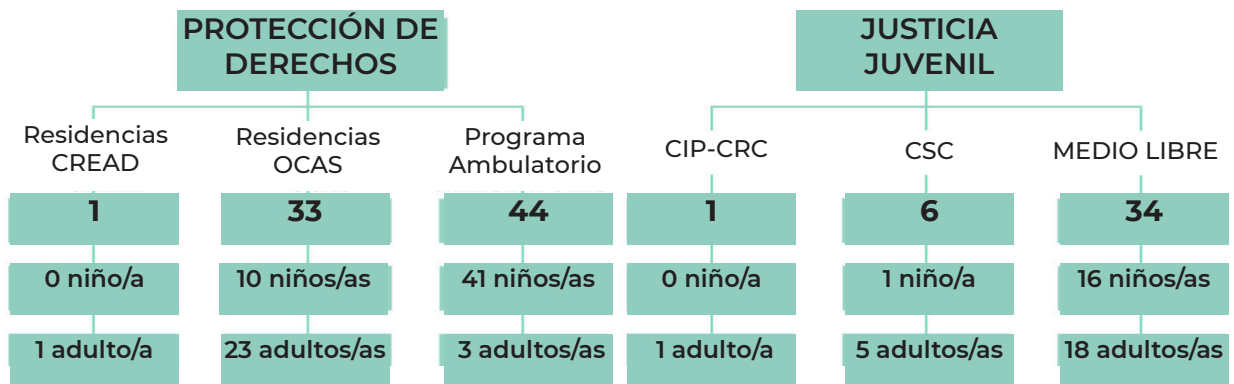 PROTECCIÓN DE
DERECHOS
JUSTICIA
JUVENIL
Residencias
CREAD
Residencias
OCAS
Programa
Ambulatorio
CIP-CRC
CSC
MEDIO LIBRE
1
33
44
1
6
34
0 niño/a
10 niños/as
41 niños/as
0 niño/a
1 niño/a
16 niños/as
1 adulto/a
23 adultos/as
3 adultos/as
1 adulto/a
5 adultos/as
18 adultos/as